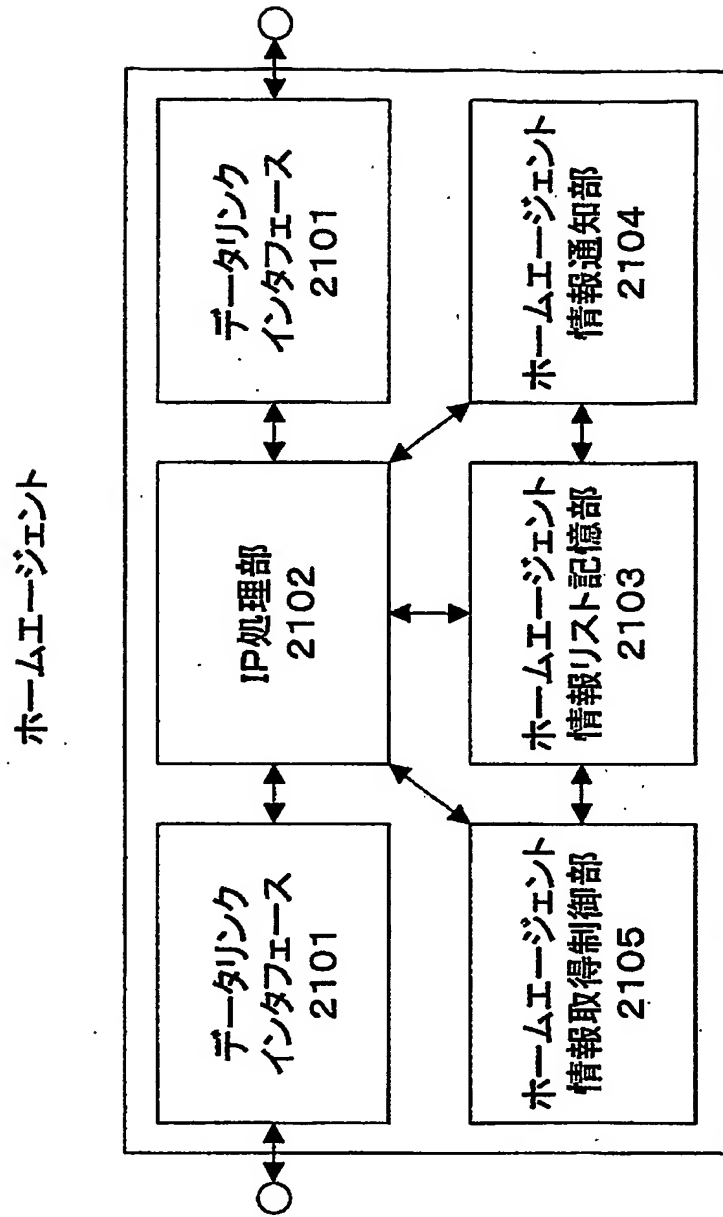 ホームエージェント
データリンク
インタフェース
2101
IP処理部
2102
データリンク
インタフェース
2101
ホームエージェント
情報取得制御部
2105
ホームエージェント
情報リスト記憶部
2103
ホームエージェント
情報通知部
2104